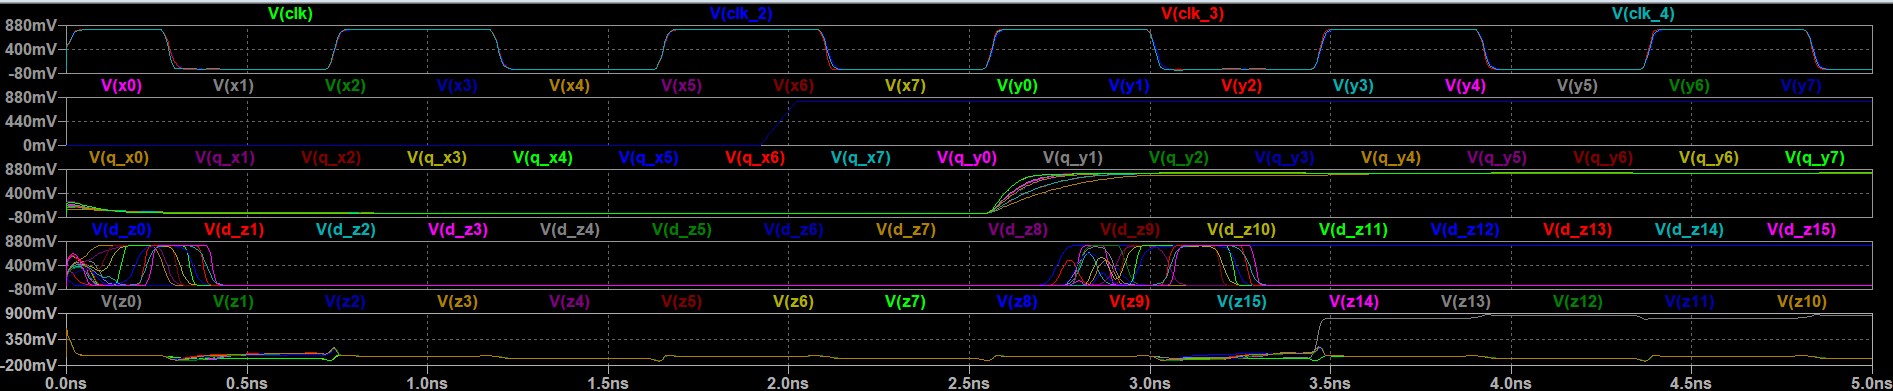 V(clk) V(clk_2) V(clk_3) V(clk_4)
880mV
400mV
-80mV
V(x0) V(x1) V(x2) V(x3) V(x4) V(x5) V(x6) V(x7) V(y0) V(y1) V(y2) V(y3) V(y4) V(y5) V(y6) V(y7)
880mV
440mV
0mV
V(q_x0) V(q_x1) V(q_x2) V(q_x3) V(q_x4) V(q_x5) V(q_x6) V(q_x7) V(q_y0) V(q_y1) V(q_y2) V(q_y3) V(q_y4) V(q_y5) V(q_y6) V(q_y6) V(q_y7)
880mV
400mV
-80mV
V(d_z0) V(d_z1) V(d_z2) V(d_z3) V(d_z4) V(d_z5) V(d_z6) V(d_z7) V(d_z8) V(d_z9) V(d_z10) V(d_z11) V(d_z12) V(d_z13) V(d_z14) V(d_z15)
880mV
400mV
-80mV
V(z0) V(z1) V(z2) V(z3) V(z4) V(z5) V(z6) V(z7) V(z8) V(z9) V(z15) V(z14) V(z13) V(z12) V(z11) V(z10)
900mV
350mV
-200mV
0.0ns 0.5ns 1.0ns 1.5ns 2.0ns 2.5ns 3.0ns 3.5ns 4.0ns 4.5ns 5.0ns